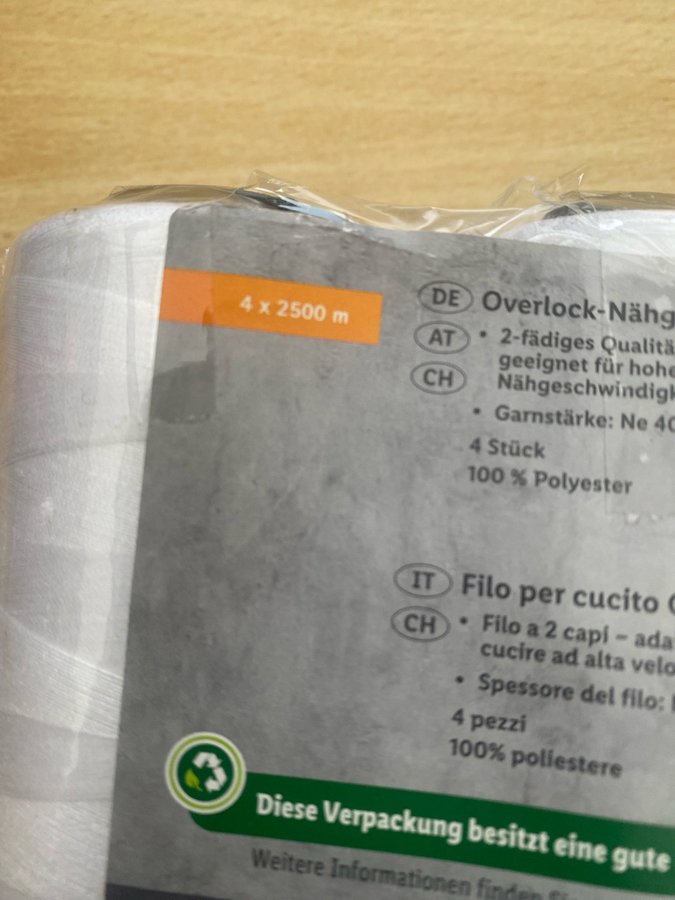 4 x 2500 m
DE Overlock-Nähg
AT • 2-fädiges Qualitä
geeignet für hohe
CH Nähgeschwindigk
• Garnstärke: Ne 40
4 Stück
100 % Polyester
IT Filo per cucito
CH • Filo a 2 capi – ada
cucire ad alta velo
• Spessore del filo:
4 pezzi
100% poliestere
Diese Verpackung besitzt eine gute
Weitere Informationen finden